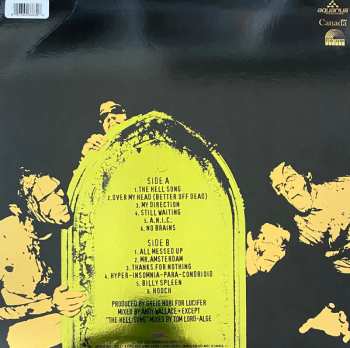 aquarius
Canada
SIDE A
1.THE HELL SONG
2.OVER MY HEAD (BETTER OFF DEAD)
3.MY DIRECTION
4.STILL WAITING
5.A.N.I.C.
6.NO BRAINS
SIDE B
1.ALL MESSED UP
2.MR.AMSTERDAM
3.THANKS FOR NOTHING
4.HYPER-INSOMNIA-PARA-CONDRIOID
5.BILLY SPLEEN
6.HOOCH
PRODUCED BY GREIG NORI FOR LUCIFER
MIXED BY ANDY WALLACE • EXCEPT
"THE HELL SONG" MIXED BY TOM LORD-ALGE